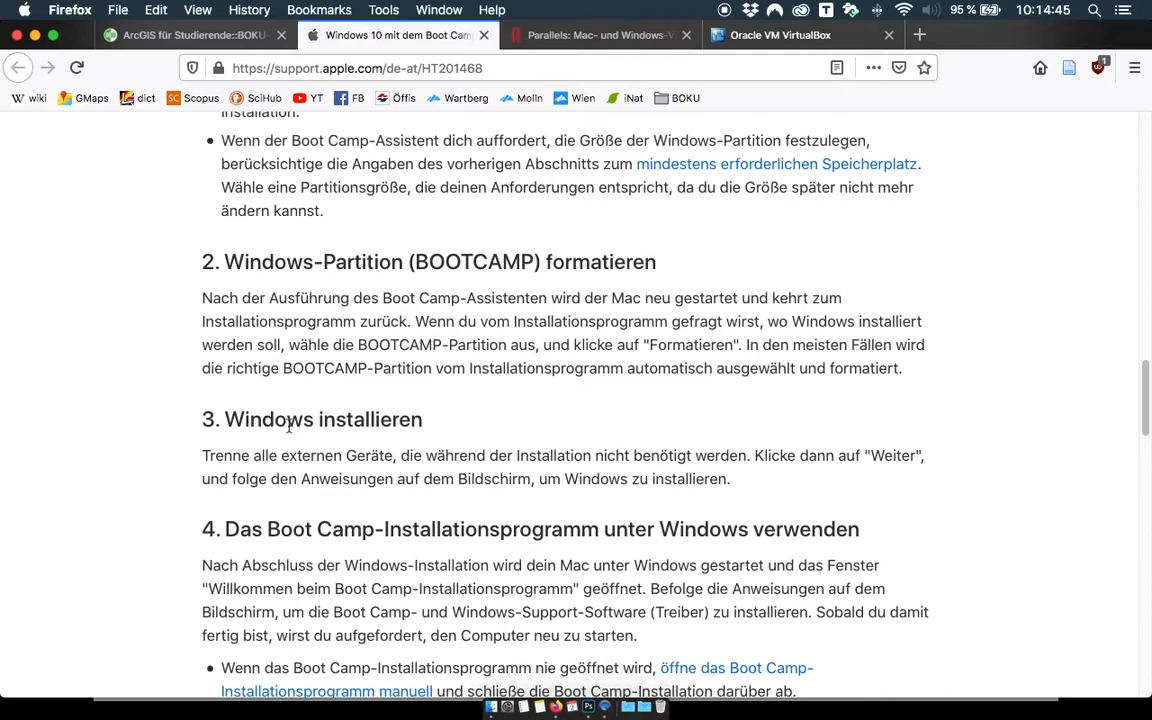 Firefox File Edit View History Bookmarks Tools Window Help 95 % 10:14:45
ArcGIS für Studierende::BOKU- Windows 10 mit dem Boot Cam Parallels: Mac- und Windows-V Oracle VM VirtualBox
https://support.apple.com/de-at/HT201468
1
W wiki GMaps dict SC Scopus SciHub YT FB Öffis Wartberg Molln Wien iNat BOKU
Installation.
• Wenn der Boot Camp-Assistent dich auffordert, die Größe der Windows-Partition festzulegen,
berücksichtige die Angaben des vorherigen Abschnitts zum mindestens erforderlichen Speicherplatz.
Wähle eine Partitionsgröße, die deinen Anforderungen entspricht, da du die Größe später nicht mehr
ändern kannst.
2. Windows-Partition (BOOTCAMP) formatieren
Nach der Ausführung des Boot Camp-Assistenten wird der Mac neu gestartet und kehrt zum
Installationsprogramm zurück. Wenn du vom Installationsprogramm gefragt wirst, wo Windows installiert
werden soll, wähle die BOOTCAMP-Partition aus, und klicke auf "Formatieren". In den meisten Fällen wird
die richtige BOOTCAMP-Partition vom Installationsprogramm automatisch ausgewählt und formatiert.
3. Windows installieren
Trenne alle externen Geräte, die während der Installation nicht benötigt werden. Klicke dann auf "Weiter",
und folge den Anweisungen auf dem Bildschirm, um Windows zu installieren.
4. Das Boot Camp-Installationsprogramm unter Windows verwenden
Nach Abschluss der Windows-Installation wird dein Mac unter Windows gestartet und das Fenster
"Willkommen beim Boot Camp-Installationsprogramm" geöffnet. Befolge die Anweisungen auf dem
Bildschirm, um die Boot Camp- und Windows-Support-Software (Treiber) zu installieren. Sobald du damit
fertig bist, wirst du aufgefordert, den Computer neu zu starten.
• Wenn das Boot Camp-Installationsprogramm nie geöffnet wird, öffne das Boot Camp-
Installationsprogramm manuell und schließe die Boot Camp-Installation darüber ab.